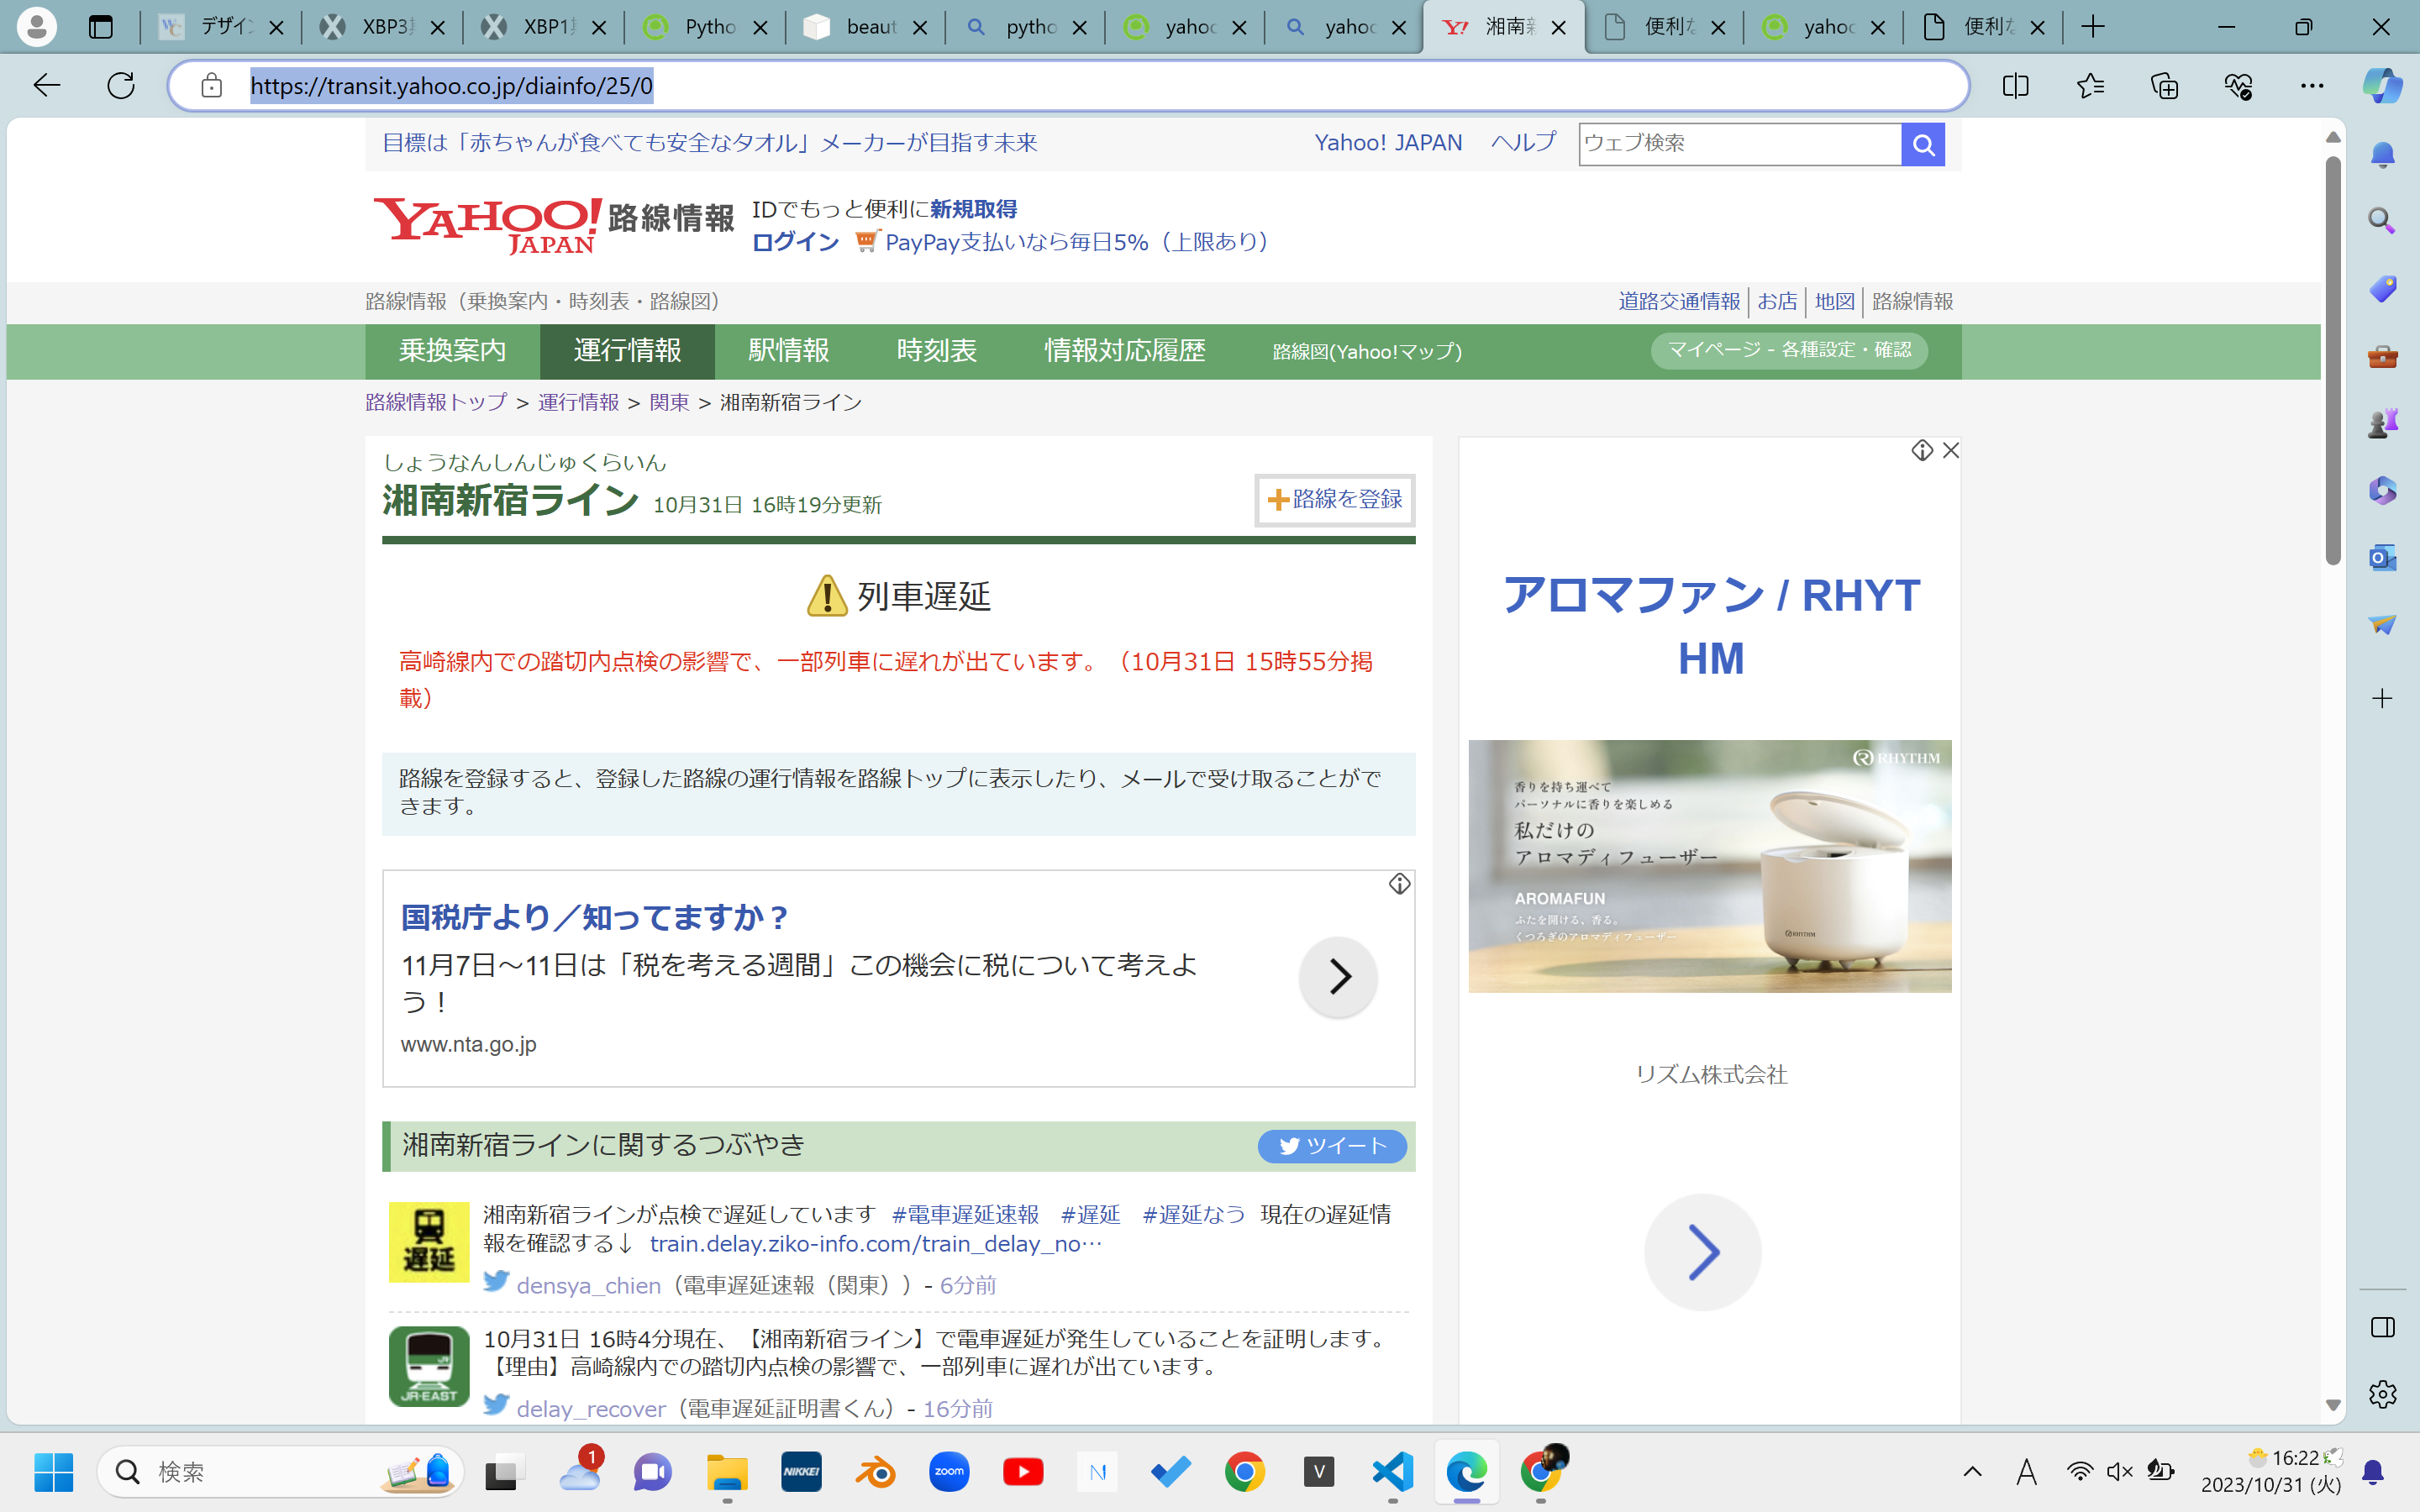 デザイン
XBP3
XBP1
Pytho
beaut
pytho
yahoo
yahoo
湘南新
便利な
yahoo
便利な
https://transit.yahoo.co.jp/diainfo/25/0
目標は「赤ちゃんが食べても安全なタオル」メーカーが目指す未来
Yahoo! JAPAN ヘルプ ウェブ検索
YAHOO! JAPAN 路線情報
IDでもっと便利に新規取得
ログイン PayPay支払いなら毎日5%（上限あり）
路線情報（乗換案内・時刻表・路線図）
道路交通情報 お店 地図 路線情報
乗換案内 運行情報 駅情報 時刻表 情報対応履歴 路線図(Yahoo!マップ) マイページ - 各種設定・確認
路線情報トップ > 運行情報 > 関東 > 湘南新宿ライン
しょうなんしんじゅくらいん
湘南新宿ライン 10月31日 16時19分更新
路線を登録
列車遅延
高崎線内での踏切内点検の影響で、一部列車に遅れが出ています。（10月31日 15時55分掲
載）
路線を登録すると、登録した路線の運行情報を路線トップに表示したり、メールで受け取ることがで
きます。
国税庁より／知ってますか？
11月7日～11日は「税を考える週間」この機会に税について考えよ
う！
www.nta.go.jp
湘南新宿ラインに関するつぶやき
ツイート
遅延
湘南新宿ラインが点検で遅延しています #電車遅延速報 #遅延 #遅延なう 現在の遅延情
報を確認する↓ train.delay.ziko-info.com/train_delay_no…
densya_chien（電車遅延速報（関東））- 6分前
JR-EAST
10月31日 16時4分現在、【湘南新宿ライン】で電車遅延が発生していることを証明します。
【理由】高崎線内での踏切内点検の影響で、一部列車に遅れが出ています。
delay_recover（電車遅延証明書くん）- 16分前
アロマファン / RHYT
HM
RHYTHM
香りを持ち運べて
パーソナルに香りを楽しめる
私だけの
アロマディフューザー
AROMAFUN
ふたを開ける、香る。
くつろぎのアロマディフューザー
RHYTHM
リズム株式会社
検索
1
NIKKEI
zoom
N
V
A
16:22
2023/10/31 (火)